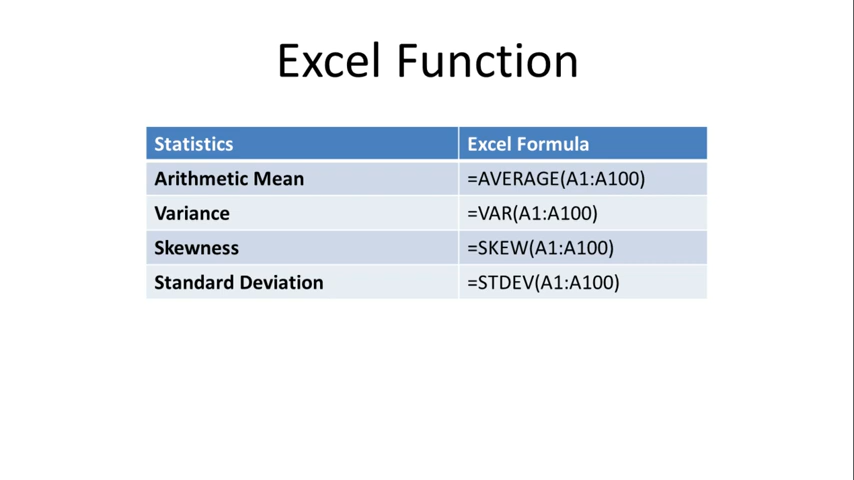 Excel Function
Statistics Excel Formula
Arithmetic Mean =AVERAGE(A1:A100)
Variance =VAR(A1:A100)
Skewness =SKEW(A1:A100)
Standard Deviation =STDEV(A1:A100)